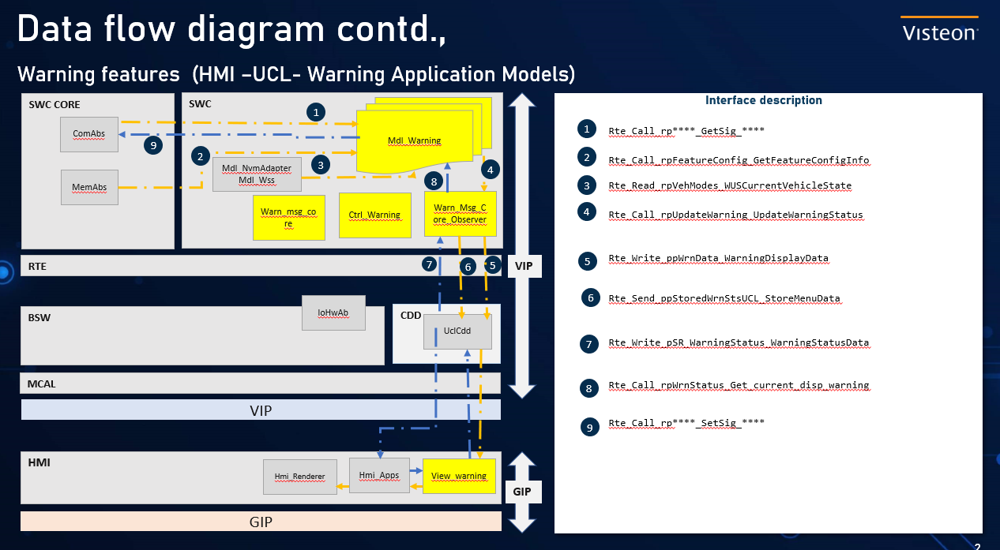 Data flow diagram contd.,
Visteon
Warning features (HMI –UCL- Warning Application Models)
SWC CORE
SWC
ComAbs
MemAbs
1
9
2
3
4
8
Mdl_Warning
Mdl_NvmAdapter
Mdl_Wss
Warn_msg_co
re
Ctrl_Warning
Warn_Msg_C
ore_Observer
RTE
7
6
5
VIP
BSW
IoHwAb
CDD
UclCdd
MCAL
VIP
HMI
Hmi_Renderer
Hmi_Apps
View_warning
GIP
GIP
Interface description
1 Rte_Call_rp****_GetSig_****
2 Rte_Call_rpFeatureConfig_GetFeatureConfigInfo
3 Rte_Read_rpVehModes_WUSCurrentVehicleState
4 Rte_Call_rpUpdateWarning_UpdateWarningStatus
5 Rte_Write_ppWrnData_WarningDisplayData
6 Rte_Send_ppStoredWrnStsUCL_StoreMenuData
7 Rte_Write_pSR_WarningStatus_WarningStatusData
8 Rte_Call_rpWrnStatus_Get_current_disp_warning
9 Rte_Call_rp****_SetSig_****
2